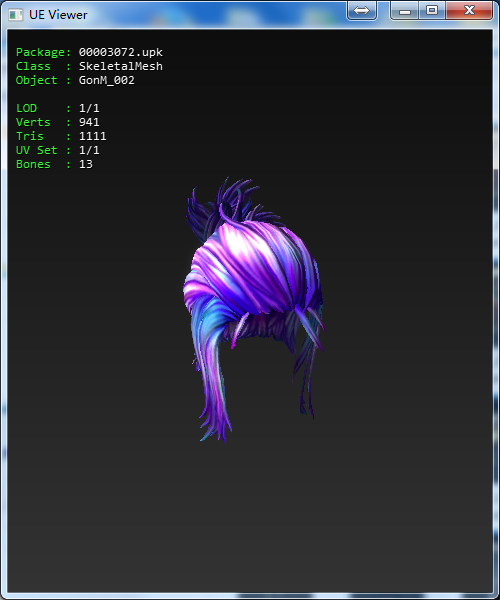 UE Viewer
Package: 00003072.upk
Class : SkeletalMesh
Object : GonM_002
LOD : 1/1
Verts : 941
Tris : 1111
UV Set : 1/1
Bones : 13